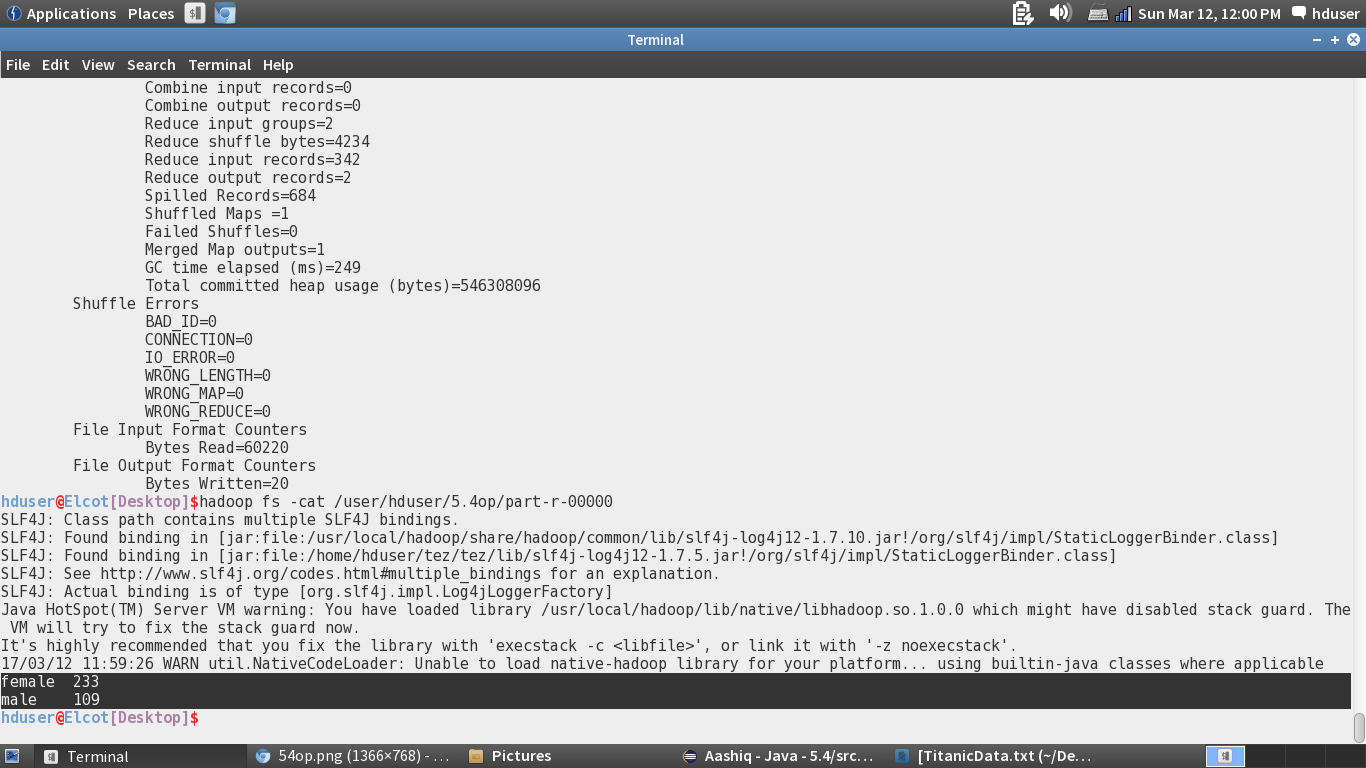 Applications Places Sun Mar 12, 12:00 PM hduser
Terminal
File Edit View Search Terminal Help
Combine input records=0
Combine output records=0
Reduce input groups=2
Reduce shuffle bytes=4234
Reduce input records=342
Reduce output records=2
Spilled Records=684
Shuffled Maps =1
Failed Shuffles=0
Merged Map outputs=1
GC time elapsed (ms)=249
Total committed heap usage (bytes)=546308096
Shuffle Errors
BAD_ID=0
CONNECTION=0
IO_ERROR=0
WRONG_LENGTH=0
WRONG_MAP=0
WRONG_REDUCE=0
File Input Format Counters
Bytes Read=60220
File Output Format Counters
Bytes Written=20
hduser@Elcot[Desktop]$hadoop fs -cat /user/hduser/5.4op/part-r-00000
SLF4J: Class path contains multiple SLF4J bindings.
SLF4J: Found binding in [jar:file:/usr/local/hadoop/share/hadoop/common/lib/slf4j-log4j12-1.7.10.jar!/org/slf4j/impl/StaticLoggerBinder.class]
SLF4J: Found binding in [jar:file:/home/hduser/tez/tez/lib/slf4j-log4j12-1.7.5.jar!/org/slf4j/impl/StaticLoggerBinder.class]
SLF4J: See http://www.slf4j.org/codes.html#multiple_bindings for an explanation.
SLF4J: Actual binding is of type [org.slf4j.impl.Log4jLoggerFactory]
Java HotSpot(TM) Server VM warning: You have loaded library /usr/local/hadoop/lib/native/libhadoop.so.1.0.0 which might have disabled stack guard. The
VM will try to fix the stack guard now.
It's highly recommended that you fix the library with 'execstack -c <libfile>', or link it with '-z noexecstack'.
17/03/12 11:59:26 WARN util.NativeCodeLoader: Unable to load native-hadoop library for your platform... using builtin-java classes where applicable
female 233
male 109
hduser@Elcot[Desktop]$
Terminal 54op.png (1366×768) - ... Pictures Aashiq - Java - 5.4/src... [TitanicData.txt (~/De...